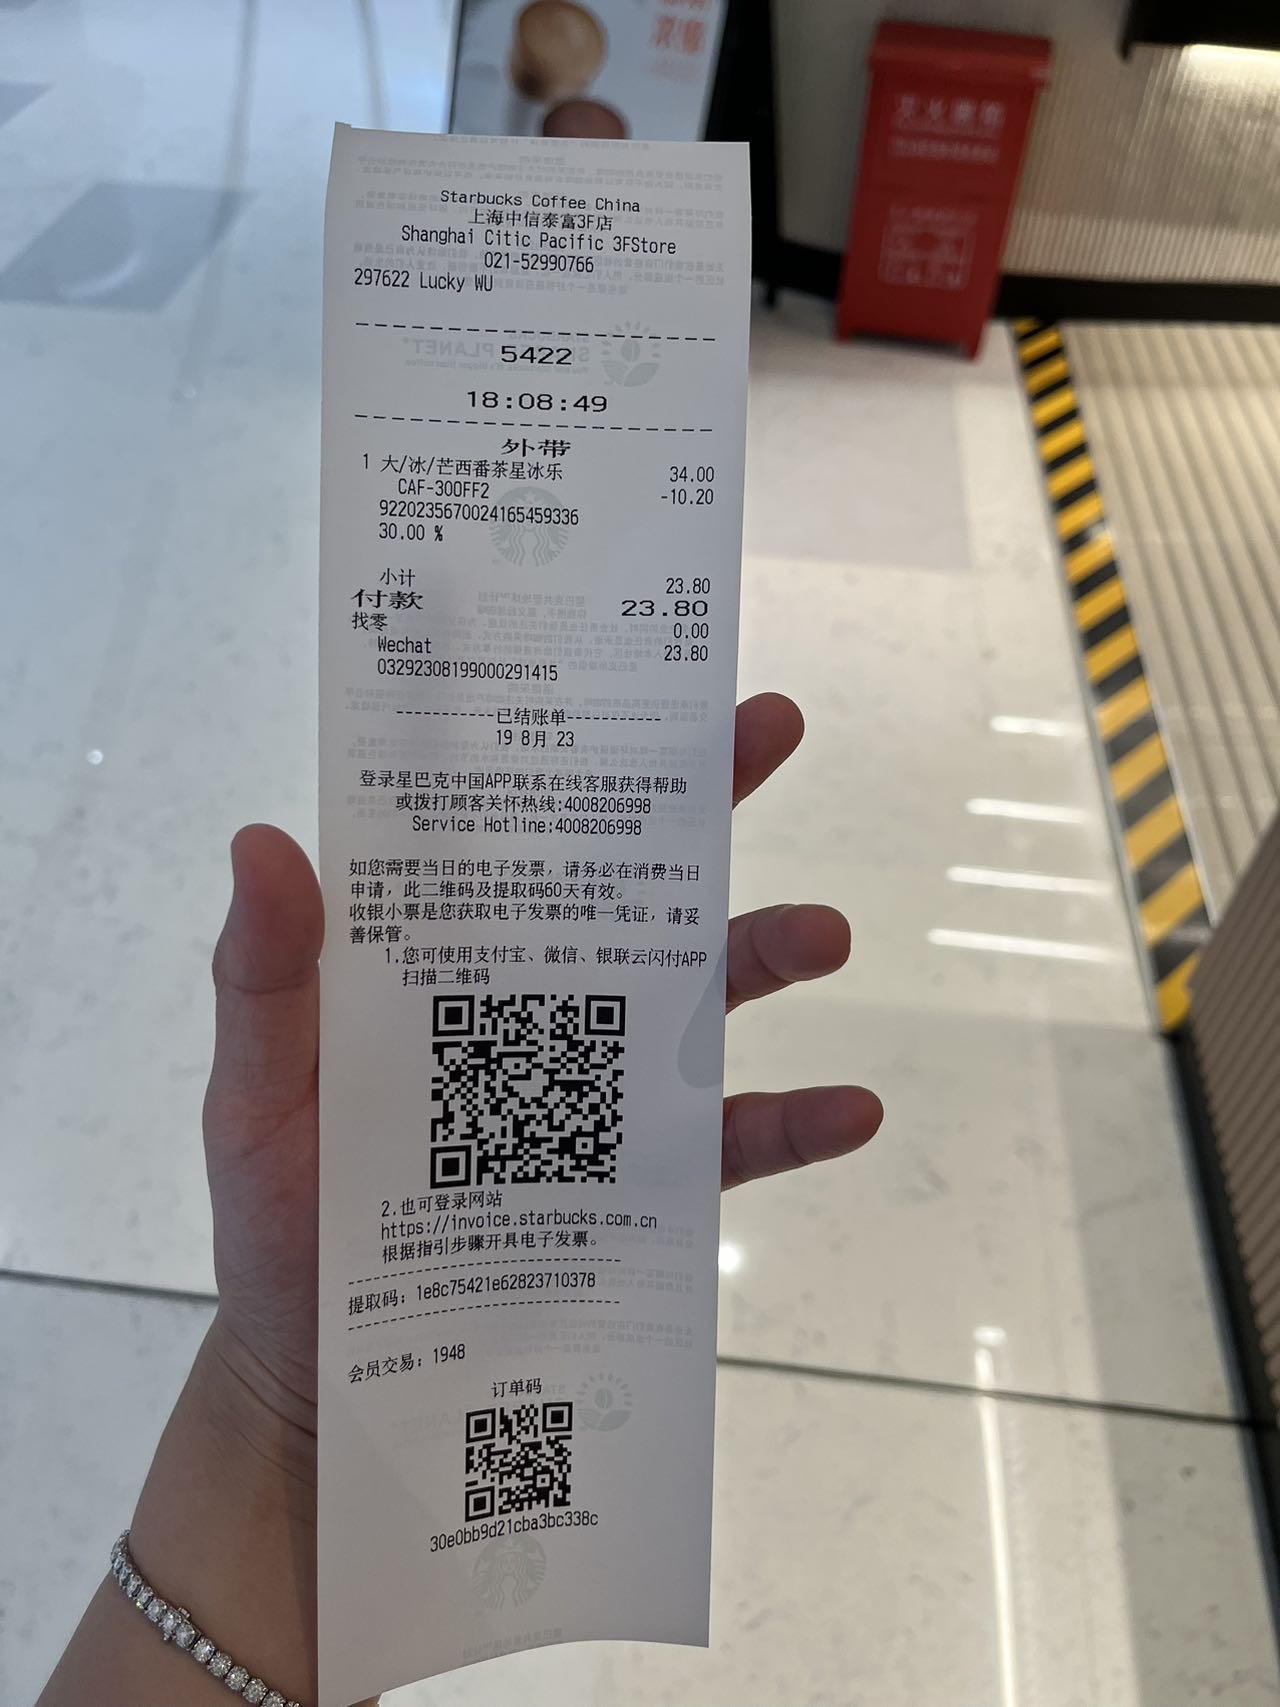 灭火器箱
Starbucks Coffee China
上海中信泰富3F店
Shanghai Citic Pacific 3FStore
021-52990766
297622 Lucky WU
5422
18:08:49
外带
1 大/冰/芒西番茶星冰乐 34.00
CAF-300FF2 -10.20
9220235670024165459336
30.00 %
小计 23.80
付款 23.80
找零 0.00
Wechat 23.80
03292308199000291415
-----------已结账单-----------
19 8月 23
登录星巴克中国APP联系在线客服获得帮助
或拨打顾客关怀热线:4008206998
Service Hotline:4008206998
如您需要当日的电子发票，请务必在消费当日
申请，此二维码及提取码60天有效。
收银小票是您获取电子发票的唯一凭证，请妥
善保管。
1.您可使用支付宝、微信、银联云闪付APP
扫描二维码
2.也可登录网站
https://invoice.starbucks.com.cn
根据指引步骤开具电子发票。
提取码：1e8c75421e62823710378
会员交易：1948
订单码
30e0bb9d21cba3bc338c